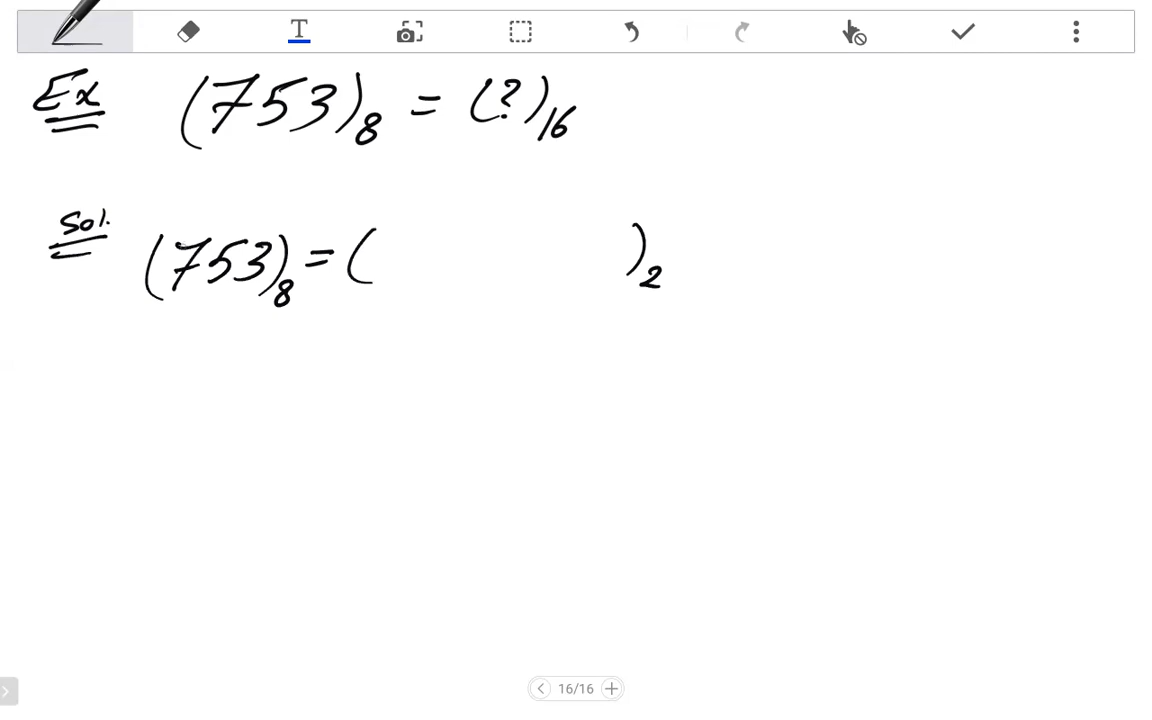 T
Ex (753)8 = (?)16
Sol. (753)8 = ( )2
16/16